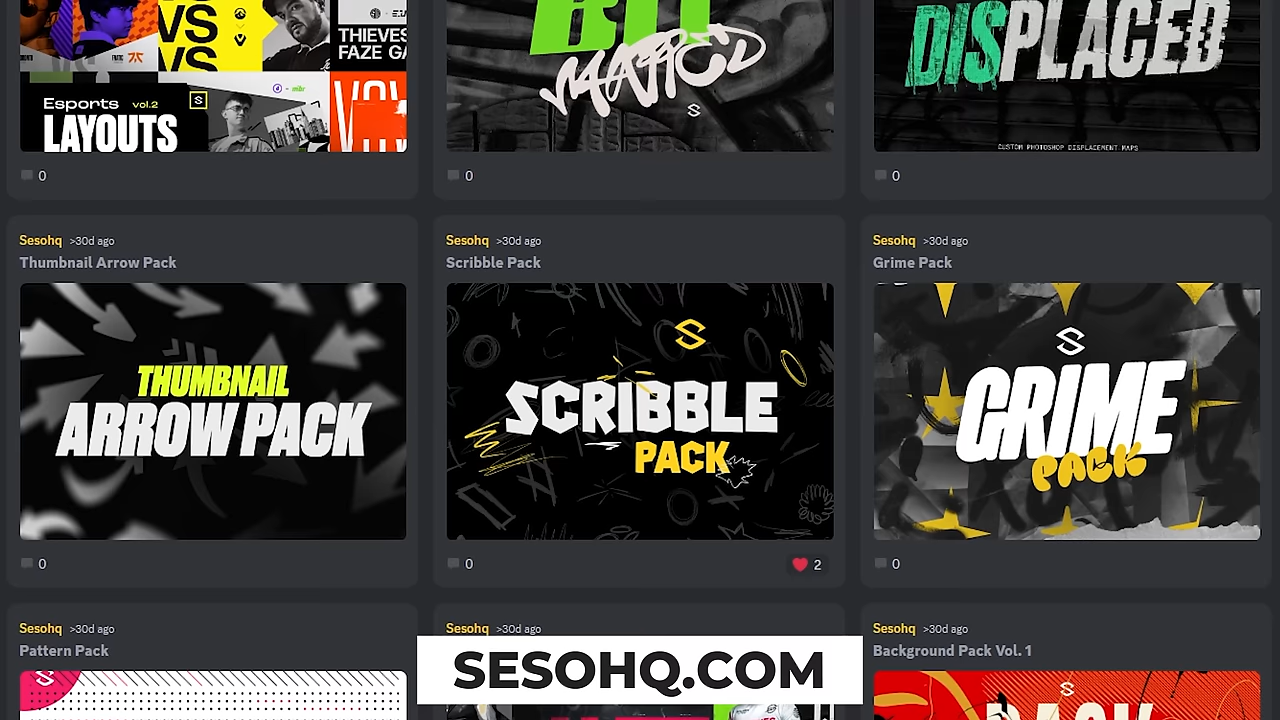 VS
VS
THIEVES
FAZE GA
Esports vol.2
LAYOUTS
MATTED
DISPLACED
CUSTOM PHOTOSHOP DISPLACEMENT MAPS
0
0
0
Sesohq >30d ago
Thumbnail Arrow Pack
THUMBNAIL
ARROW PACK
0
Sesohq >30d ago
Scribble Pack
SCRIBBLE
PACK
0
2
Sesohq >30d ago
Grime Pack
GRIME
PACK
0
Sesohq >30d ago
Pattern Pack
Sesohq >30d ago
Sesohq >30d ago
Background Pack Vol. 1
PACK
SESOHQ.COM